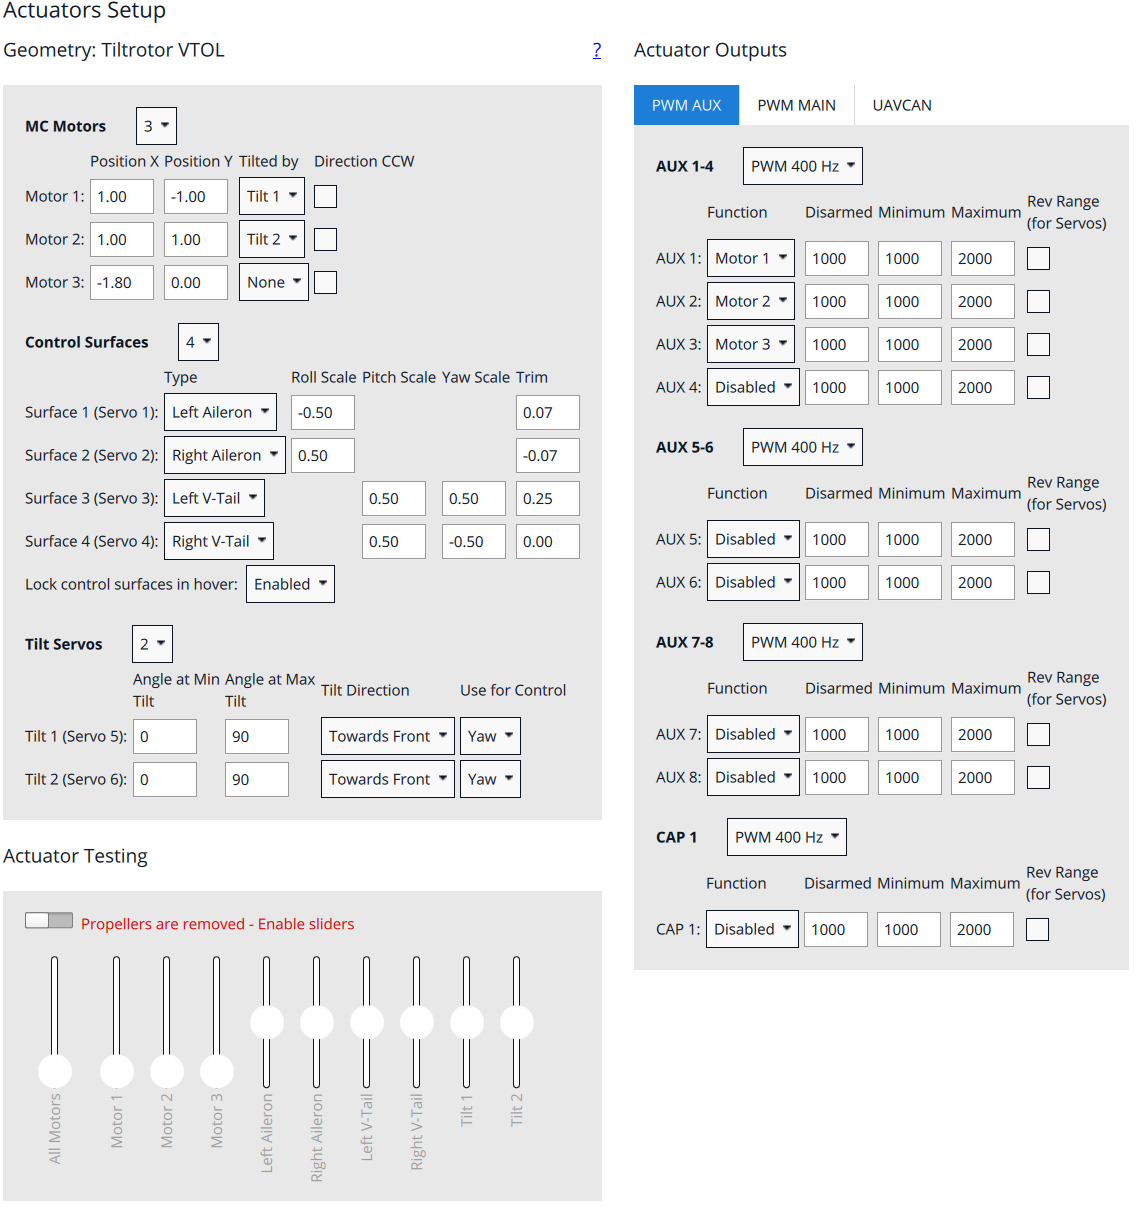 Actuators Setup
Geometry: Tiltrotor VTOL ?
MC Motors 3
Position X Position Y Tilted by Direction CCW
Motor 1: 1.00 -1.00 Tilt 1
Motor 2: 1.00 1.00 Tilt 2
Motor 3: -1.80 0.00 None
Control Surfaces 4
Type Roll Scale Pitch Scale Yaw Scale Trim
Surface 1 (Servo 1): Left Aileron -0.50 0.07
Surface 2 (Servo 2): Right Aileron 0.50 -0.07
Surface 3 (Servo 3): Left V-Tail 0.50 0.50 0.25
Surface 4 (Servo 4): Right V-Tail 0.50 -0.50 0.00
Lock control surfaces in hover: Enabled
Tilt Servos 2
Angle at Min Tilt Angle at Max Tilt Tilt Direction Use for Control
Tilt 1 (Servo 5): 0 90 Towards Front Yaw
Tilt 2 (Servo 6): 0 90 Towards Front Yaw
Actuator Testing
Propellers are removed - Enable sliders
All Motors
Motor 1
Motor 2
Motor 3
Left Aileron
Right Aileron
Left V-Tail
Right V-Tail
Tilt 1
Tilt 2
Actuator Outputs
PWM AUX PWM MAIN UAVCAN
AUX 1-4 PWM 400 Hz
Function Disarmed Minimum Maximum Rev Range (for Servos)
AUX 1: Motor 1 1000 1000 2000
AUX 2: Motor 2 1000 1000 2000
AUX 3: Motor 3 1000 1000 2000
AUX 4: Disabled 1000 1000 2000
AUX 5-6 PWM 400 Hz
Function Disarmed Minimum Maximum Rev Range (for Servos)
AUX 5: Disabled 1000 1000 2000
AUX 6: Disabled 1000 1000 2000
AUX 7-8 PWM 400 Hz
Function Disarmed Minimum Maximum Rev Range (for Servos)
AUX 7: Disabled 1000 1000 2000
AUX 8: Disabled 1000 1000 2000
CAP 1 PWM 400 Hz
Function Disarmed Minimum Maximum Rev Range (for Servos)
CAP 1: Disabled 1000 1000 2000